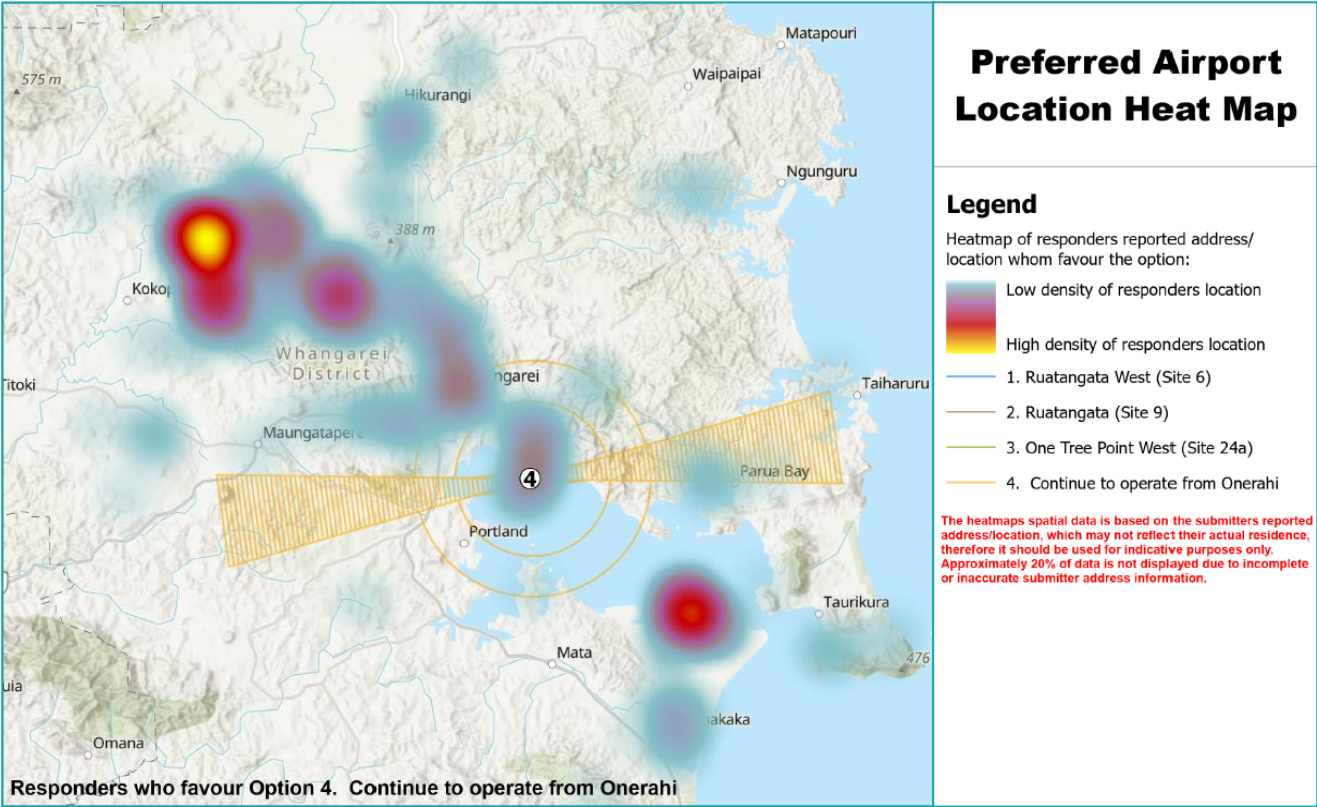 Matapouri
Waipaipai
575 m
Hikurangi
Ngunguru
388 m
Whangarei
District
Titoki
Taiharuru
Parua Bay
4
Portland
Taurikura
Mata
476
Omana
Responders who favour Option 4.  Continue to operate from Onerahi
Preferred Airport
Location Heat Map
Legend
Heatmap of responders reported address/
location whom favour the option:
Low density of responders location
High density of responders location
1. Ruatangata West (Site 6)
2. Ruatangata (Site 9)
3. One Tree Point West (Site 24a)
4.  Continue to operate from Onerahi
The heatmaps spatial data is based on the submitters reported
address/location, which may not reflect their actual residence,
therefore it should be used for indicative purposes only.
Approximately 20% of data is not displayed due to incomplete
or inaccurate submitter address information.